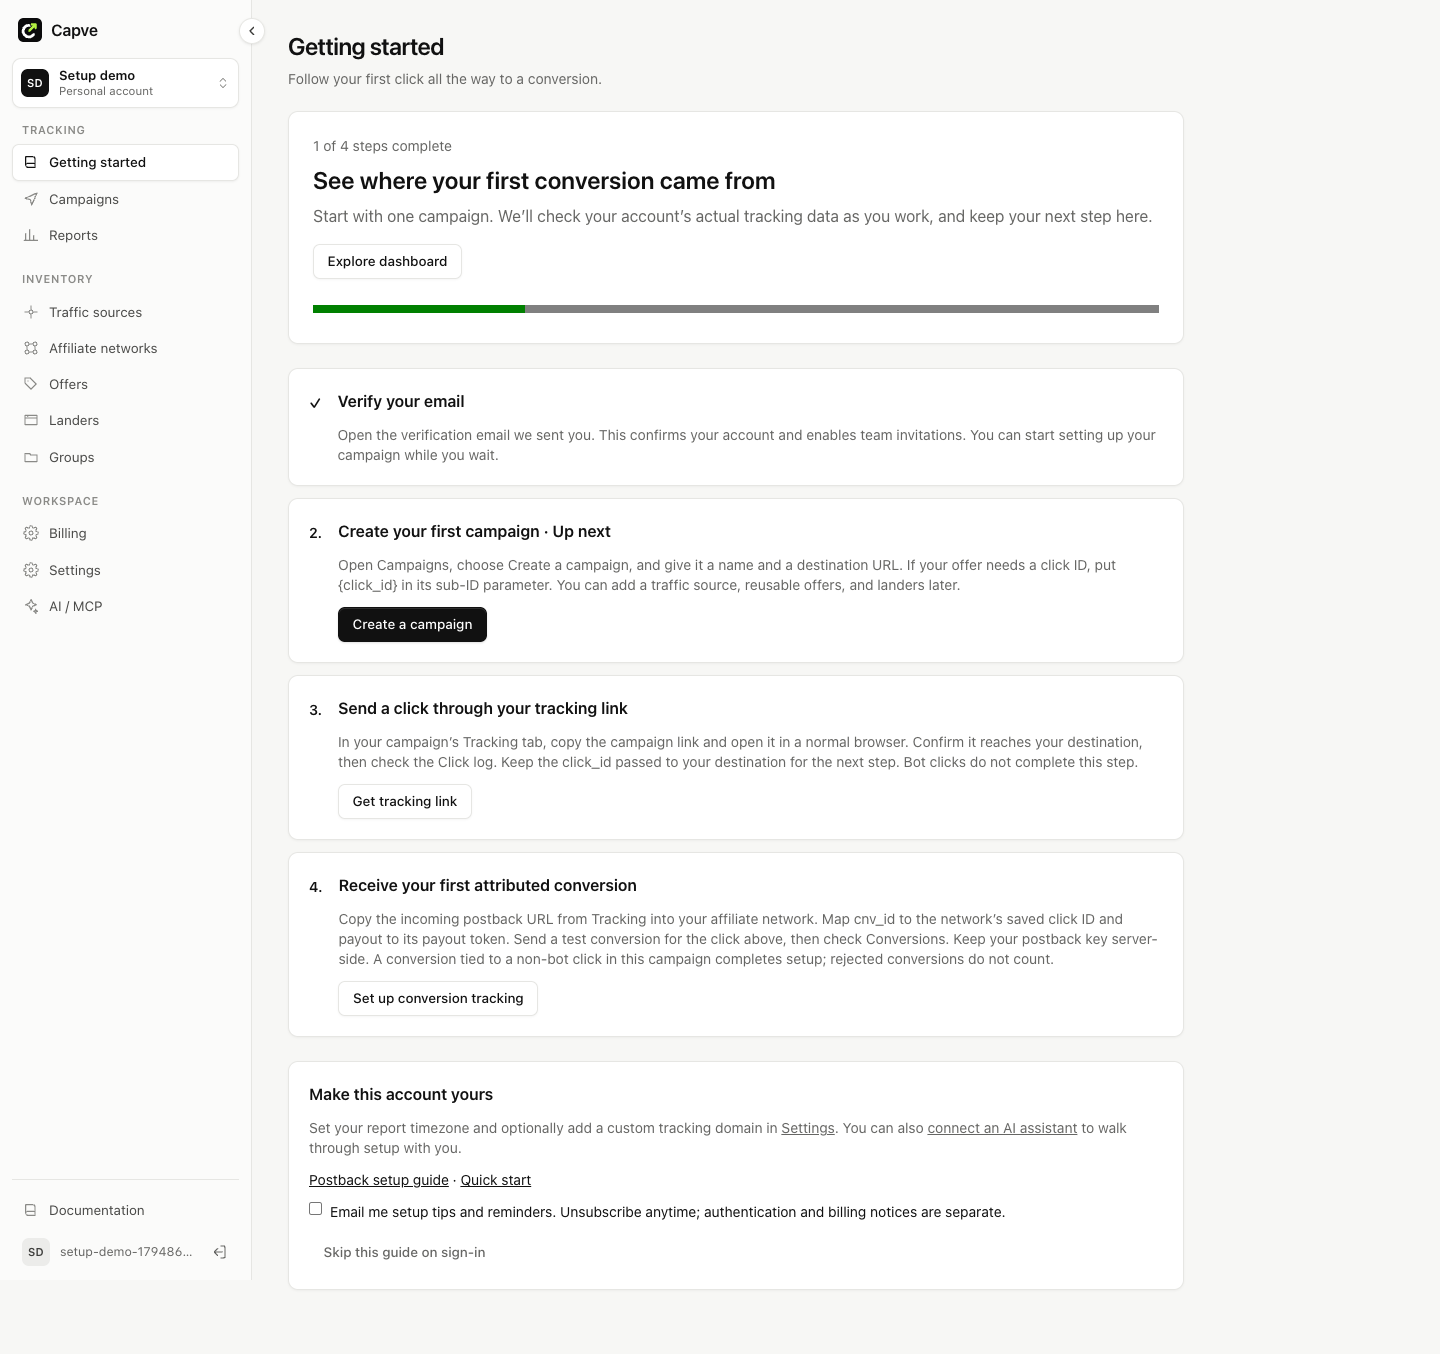 Capve
SD
Setup demo
Personal account
TRACKING
Getting started
Campaigns
Reports
INVENTORY
Traffic sources
Affiliate networks
Offers
Landers
Groups
WORKSPACE
Billing
Settings
AI / MCP
Documentation
SD
setup-demo-179486...
Getting started
Follow your first click all the way to a conversion.
1 of 4 steps complete
See where your first conversion came from
Start with one campaign. We’ll check your account’s actual tracking data as you work, and keep your next step here.
Explore dashboard
✓ Verify your email
Open the verification email we sent you. This confirms your account and enables team invitations. You can start setting up your
campaign while you wait.
2. Create your first campaign · Up next
Open Campaigns, choose Create a campaign, and give it a name and a destination URL. If your offer needs a click ID, put
{click_id} in its sub-ID parameter. You can add a traffic source, reusable offers, and landers later.
Create a campaign
3. Send a click through your tracking link
In your campaign’s Tracking tab, copy the campaign link and open it in a normal browser. Confirm it reaches your destination,
then check the Click log. Keep the click_id passed to your destination for the next step. Bot clicks do not complete this step.
Get tracking link
4. Receive your first attributed conversion
Copy the incoming postback URL from Tracking into your affiliate network. Map cnv_id to the network’s saved click ID and
payout to its payout token. Send a test conversion for the click above, then check Conversions. Keep your postback key server-
side. A conversion tied to a non-bot click in this campaign completes setup; rejected conversions do not count.
Set up conversion tracking
Make this account yours
Set your report timezone and optionally add a custom tracking domain in Settings. You can also connect an AI assistant to walk
through setup with you.
Postback setup guide · Quick start
Email me setup tips and reminders. Unsubscribe anytime; authentication and billing notices are separate.
Skip this guide on sign-in